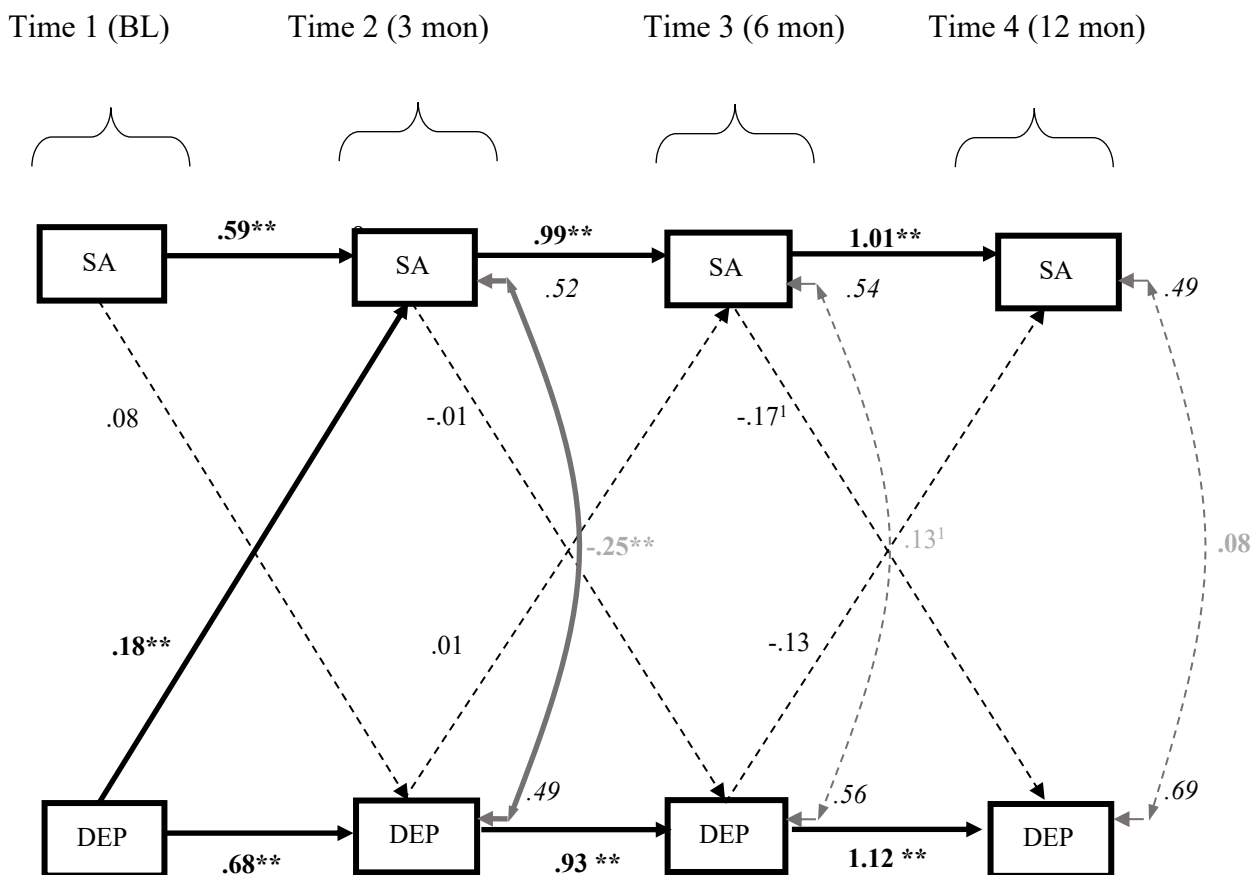 Time 1 (BL) Time 2 (3 mon) Time 3 (6 mon) Time 4 (12 mon)
.59** .99** 1.01**
SA SA SA SA
.52 .54 .49
.08 -.01 -.17¹
-.25** .13¹ .08
.18** .01 -.13
.49 .56 .69
DEP DEP DEP DEP
.68** .93 ** 1.12 **